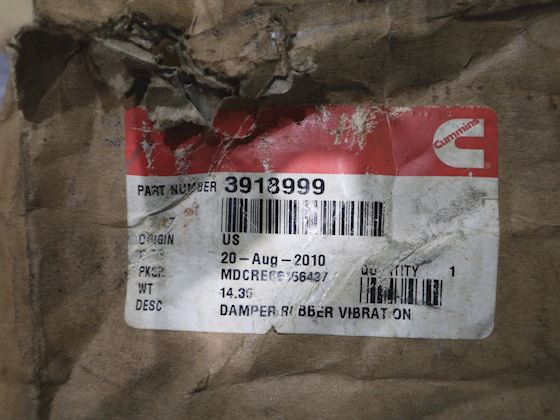 Cummins
PART NUMBER 3918999
ORIGIN US
20-Aug-2010
QUANTITY 1
WT 14.35
DESC DAMPER RUBBER VIBRATION